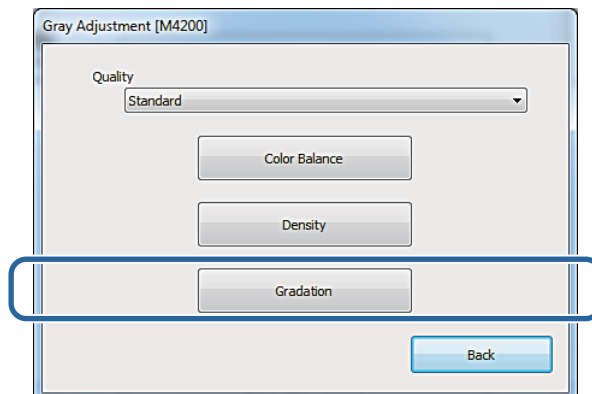 Gray Adjustment [M4200]
Quality
Standard
Color Balance
Density
Gradation
Back